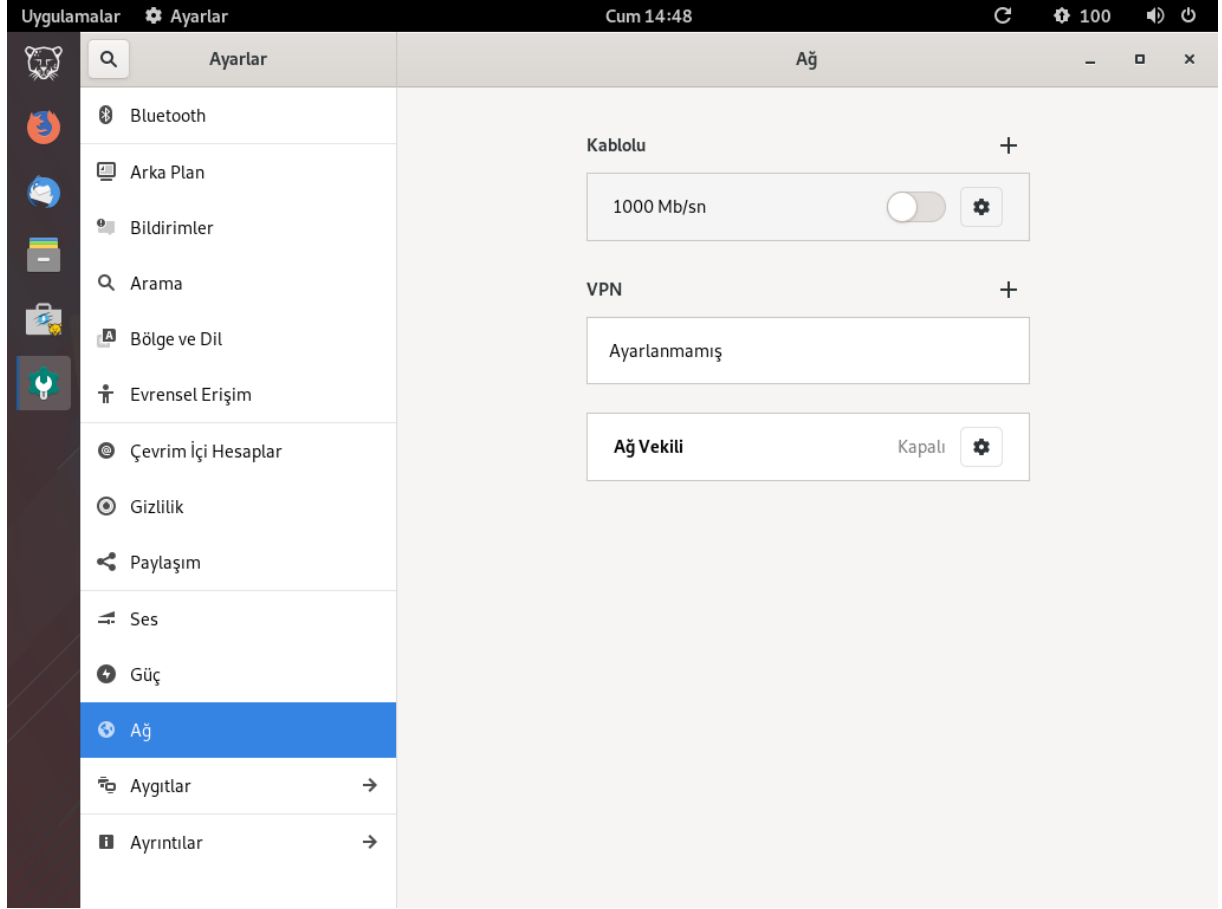 Uygulamalar Ayarlar Cum 14:48 100
Ayarlar Ağ
Bluetooth
Arka Plan
Bildirimler
Arama
Bölge ve Dil
Evrensel Erişim
Çevrim İçi Hesaplar
Gizlilik
Paylaşım
Ses
Güç
Ağ
Aygıtlar
Ayrıntılar
Kablolu
1000 Mb/sn
VPN
Ayarlanmamış
Ağ Vekili Kapalı